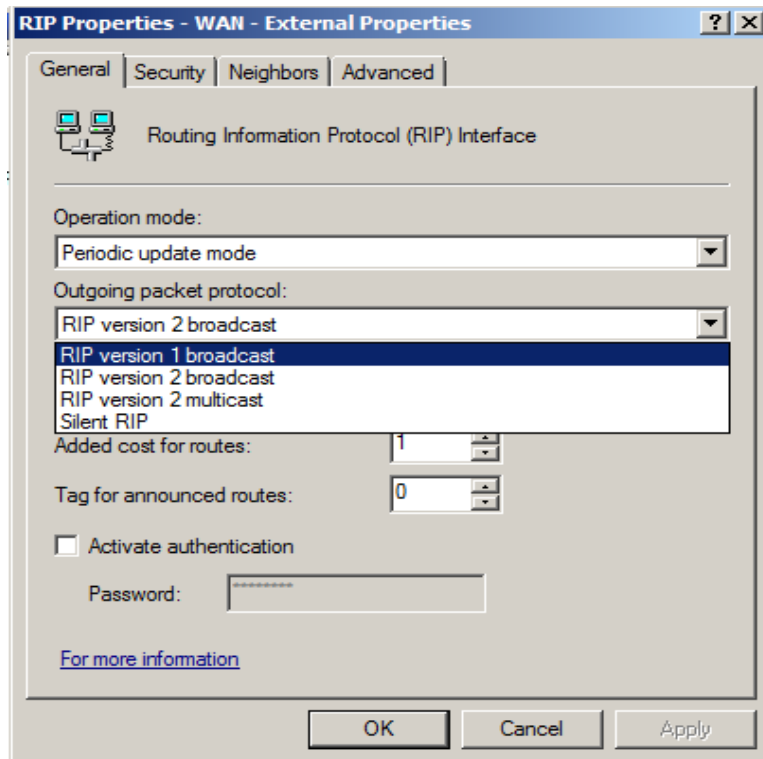 RIP Properties - WAN - External Properties
General Security Neighbors Advanced
Routing Information Protocol (RIP) Interface
Operation mode:
Periodic update mode
Outgoing packet protocol:
RIP version 2 broadcast
RIP version 1 broadcast
RIP version 2 broadcast
RIP version 2 multicast
Silent RIP
Added cost for routes: 1
Tag for announced routes: 0
Activate authentication
Password: ********
For more information
OK Cancel Apply